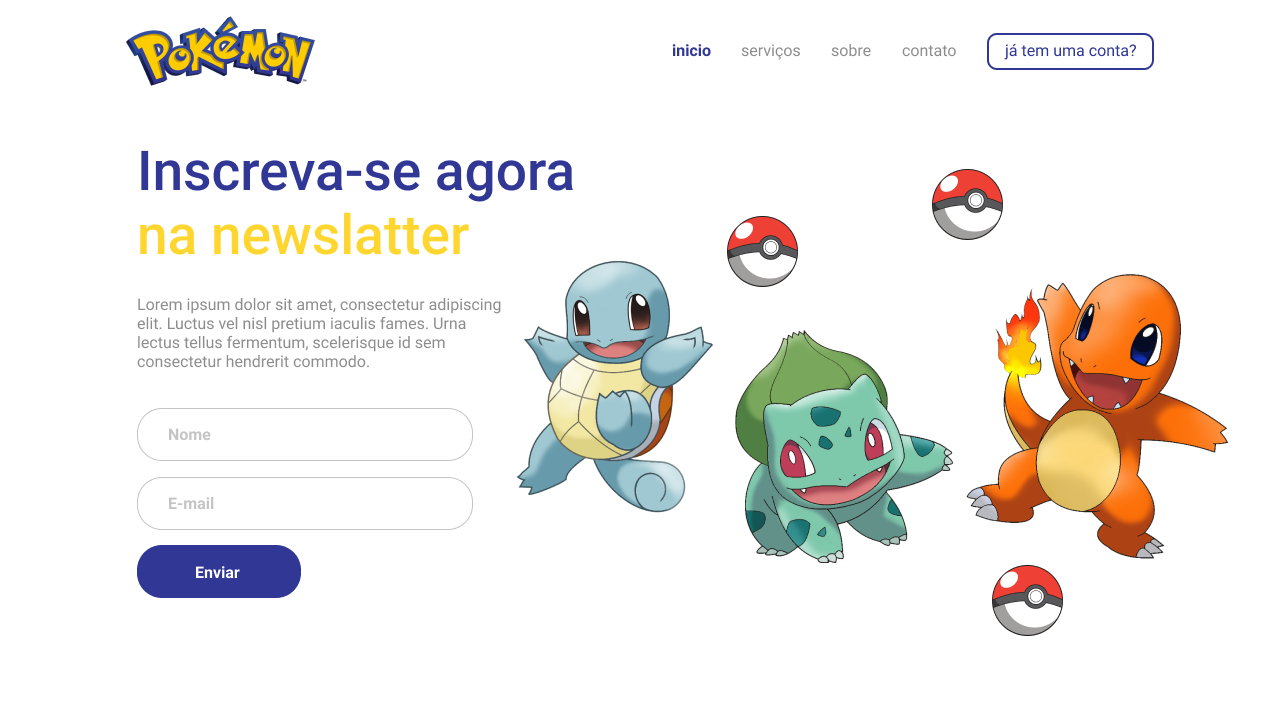 POKÉMON
inicio
serviços
sobre
contato
já tem uma conta?
Inscreva-se agora
na newslatter
Lorem ipsum dolor sit amet, consectetur adipiscing
elit. Luctus vel nisl pretium iaculis fames. Urna
lectus tellus fermentum, scelerisque id sem
consectetur hendrerit commodo.
Nome
E-mail
Enviar